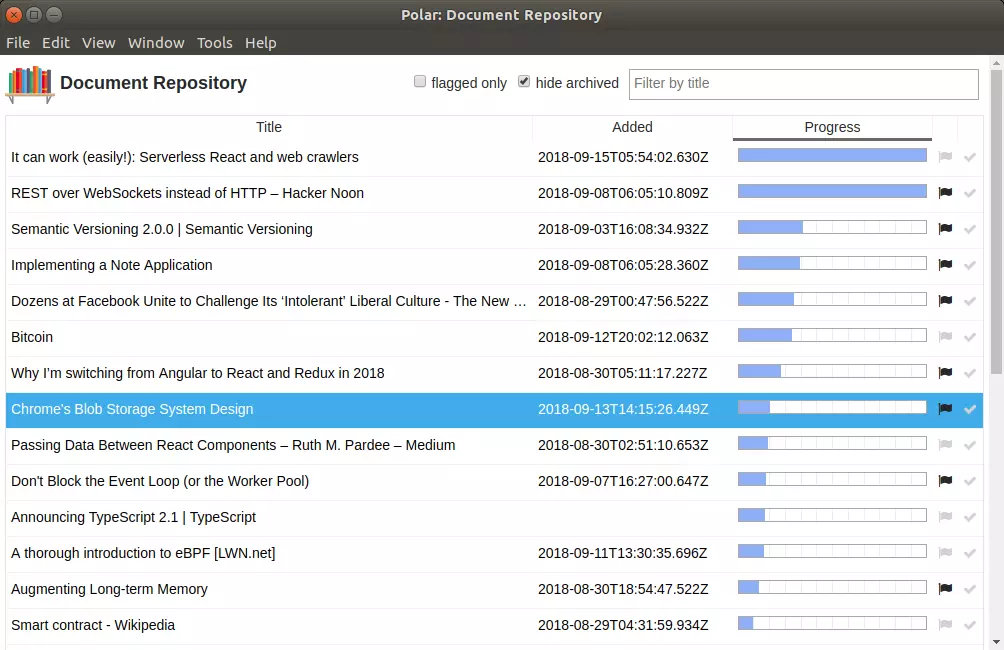 Polar: Document Repository
File Edit View Window Tools Help
Document Repository flagged only hide archived Filter by title
Title Added Progress
It can work (easily!): Serverless React and web crawlers 2018-09-15T05:54:02.630Z
REST over WebSockets instead of HTTP – Hacker Noon 2018-09-08T06:05:10.809Z
Semantic Versioning 2.0.0 | Semantic Versioning 2018-09-03T16:08:34.932Z
Implementing a Note Application 2018-09-08T06:05:28.360Z
Dozens at Facebook Unite to Challenge Its ‘Intolerant’ Liberal Culture - The New … 2018-08-29T00:47:56.522Z
Bitcoin 2018-09-12T20:02:12.063Z
Why I’m switching from Angular to React and Redux in 2018 2018-08-30T05:11:17.227Z
Chrome's Blob Storage System Design 2018-09-13T14:15:26.449Z
Passing Data Between React Components – Ruth M. Pardee – Medium 2018-08-30T02:51:10.653Z
Don't Block the Event Loop (or the Worker Pool) 2018-09-07T16:27:00.647Z
Announcing TypeScript 2.1 | TypeScript
A thorough introduction to eBPF [LWN.net] 2018-09-11T13:30:35.696Z
Augmenting Long-term Memory 2018-08-30T18:54:47.522Z
Smart contract - Wikipedia 2018-08-29T04:31:59.934Z